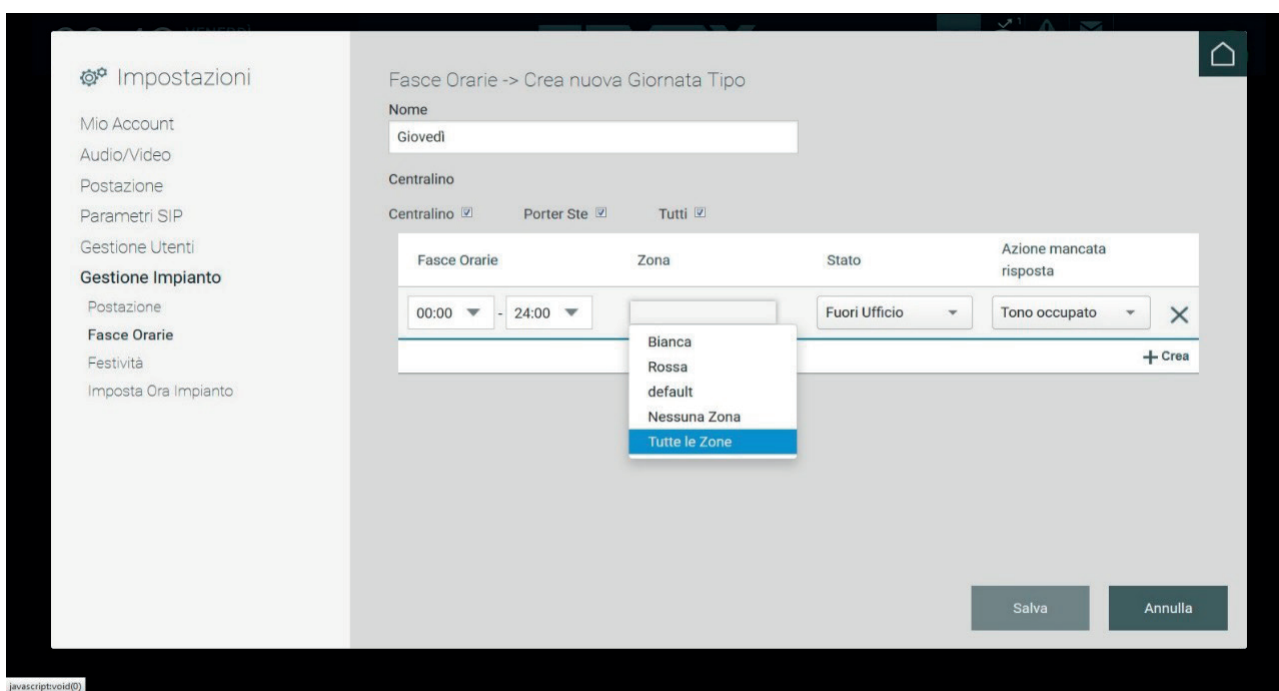 Impostazioni
Mio Account
Audio/Video
Postazione
Parametri SIP
Gestione Utenti
Gestione Impianto
Postazione
Fasce Orarie
Festività
Imposta Ora Impianto
Fasce Orarie -> Crea nuova Giornata Tipo
Nome
Giovedì
Centralino
Centralino Porter Ste Tutti
Fasce Orarie Zona Stato Azione mancata risposta
00:00 - 24:00 Fuori Ufficio Tono occupato
Bianca
Rossa
default
Nessuna Zona
Tutte le Zone
+ Crea
Salva Annulla
javascript:void(0)